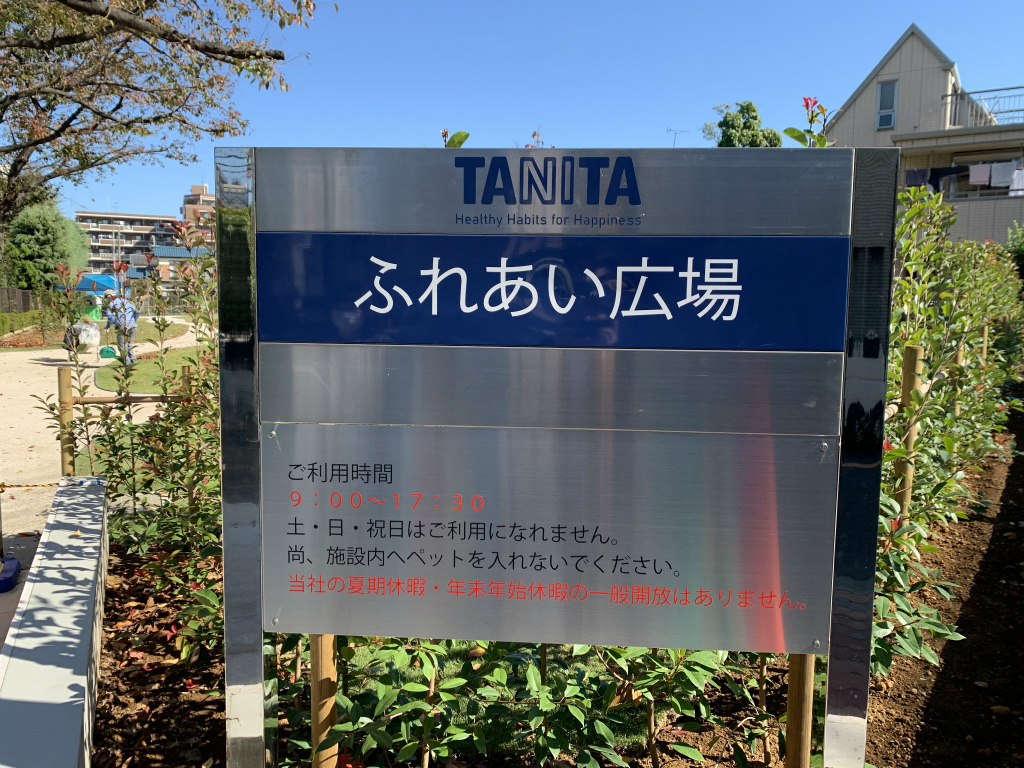 TANITA
Healthy Habits for Happiness
ふれあい広場
ご利用時間
９：００～１７：３０
土・日・祝日はご利用になれません。
尚、施設内へペットを入れないでください。
当社の夏期休暇・年末年始休暇の一般開放はありません。